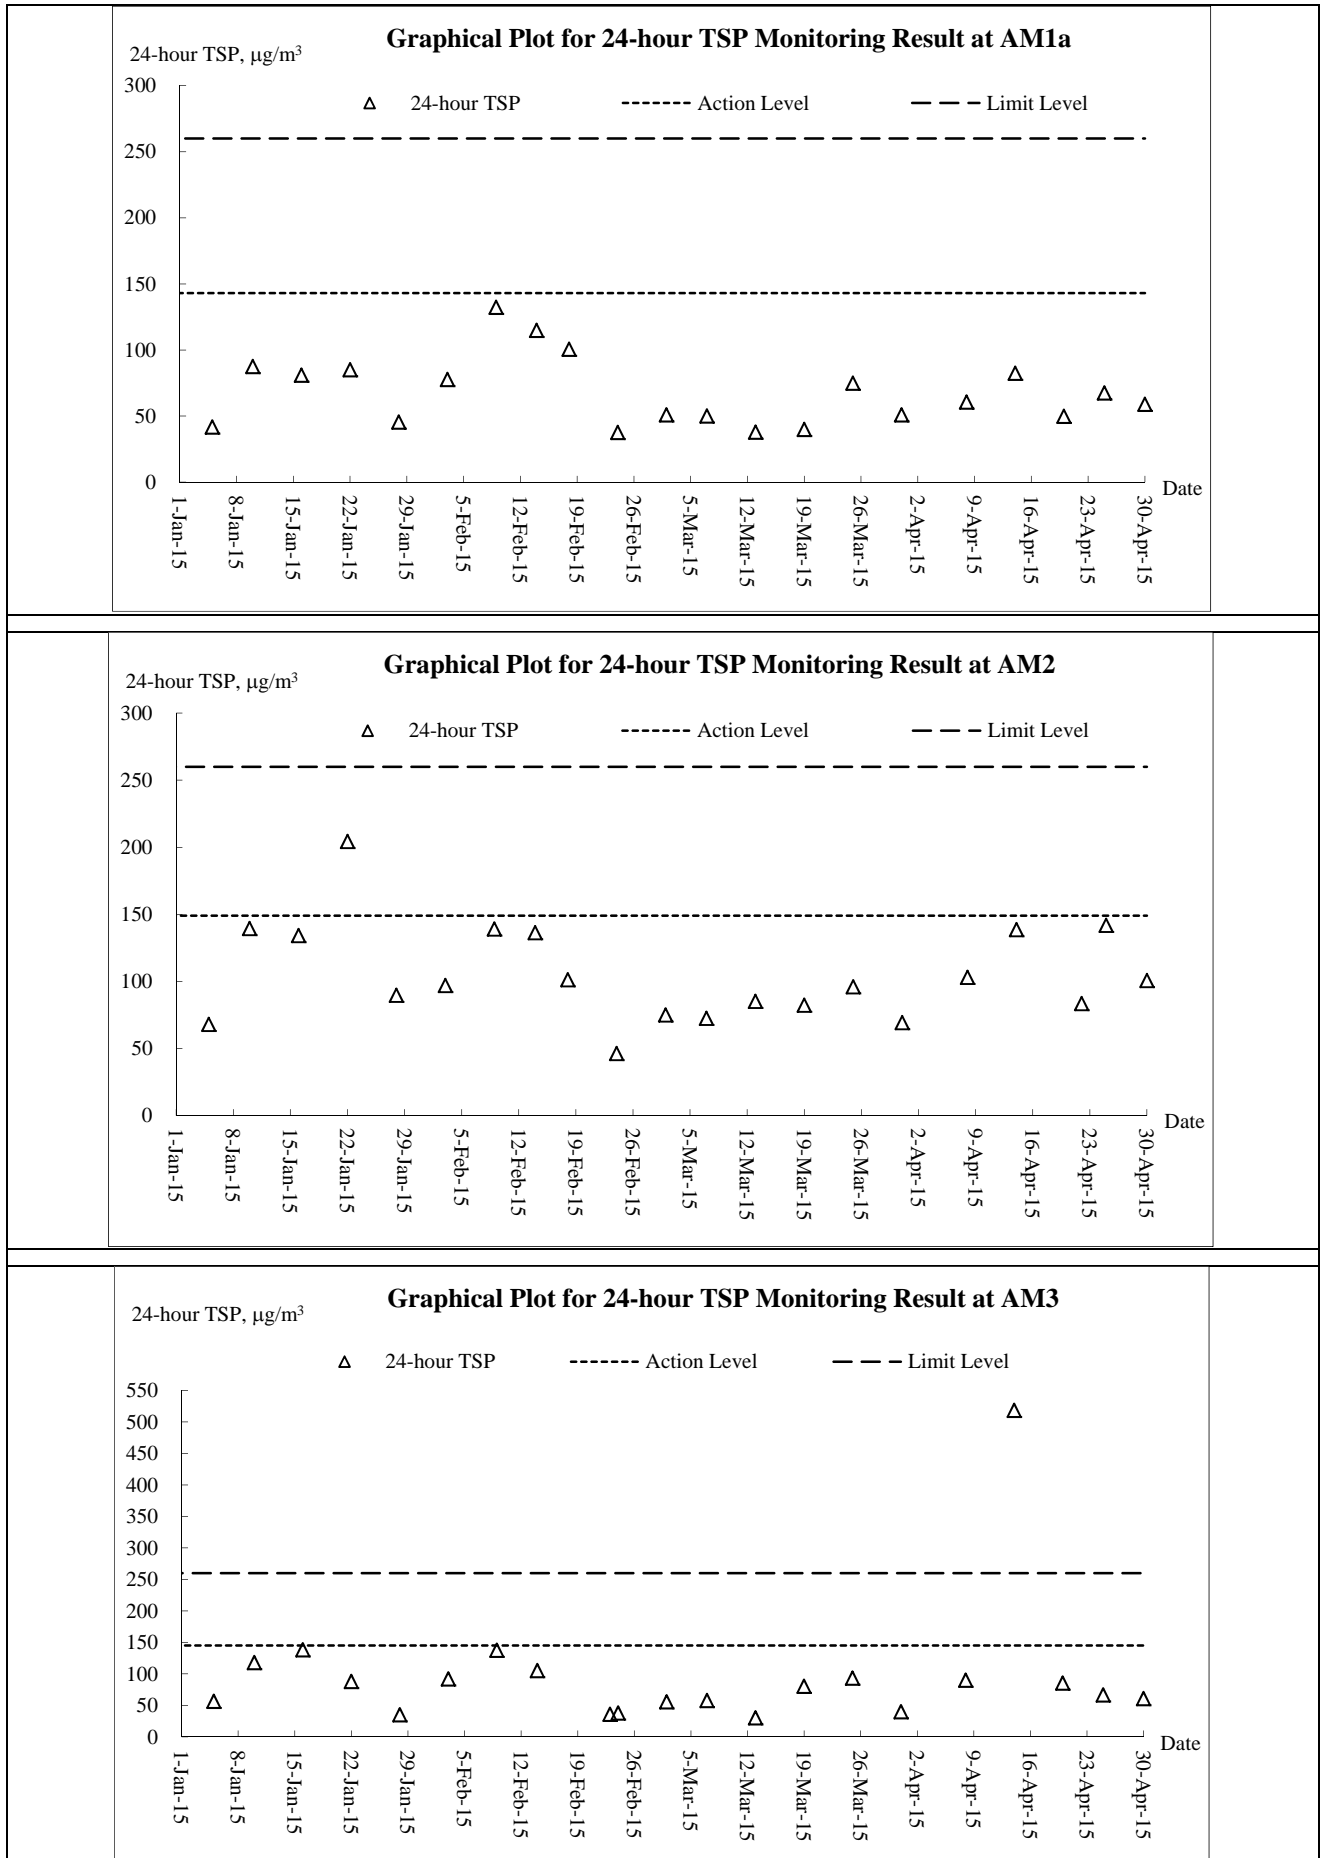 Graphical Plot for 24-hour TSP Monitoring Result at AM1a
24-hour TSP, μg/m³
24-hour TSP Action Level Limit Level
300
250
200
150
100
50
0
Date
1-Jan-15
8-Jan-15
15-Jan-15
22-Jan-15
29-Jan-15
5-Feb-15
12-Feb-15
19-Feb-15
26-Feb-15
5-Mar-15
12-Mar-15
19-Mar-15
26-Mar-15
2-Apr-15
9-Apr-15
16-Apr-15
23-Apr-15
30-Apr-15
Graphical Plot for 24-hour TSP Monitoring Result at AM2
24-hour TSP, μg/m³
24-hour TSP Action Level Limit Level
300
250
200
150
100
50
0
Date
1-Jan-15
8-Jan-15
15-Jan-15
22-Jan-15
29-Jan-15
5-Feb-15
12-Feb-15
19-Feb-15
26-Feb-15
5-Mar-15
12-Mar-15
19-Mar-15
26-Mar-15
2-Apr-15
9-Apr-15
16-Apr-15
23-Apr-15
30-Apr-15
Graphical Plot for 24-hour TSP Monitoring Result at AM3
24-hour TSP, μg/m³
24-hour TSP Action Level Limit Level
550
500
450
400
350
300
250
200
150
100
50
0
Date
1-Jan-15
8-Jan-15
15-Jan-15
22-Jan-15
29-Jan-15
5-Feb-15
12-Feb-15
19-Feb-15
26-Feb-15
5-Mar-15
12-Mar-15
19-Mar-15
26-Mar-15
2-Apr-15
9-Apr-15
16-Apr-15
23-Apr-15
30-Apr-15